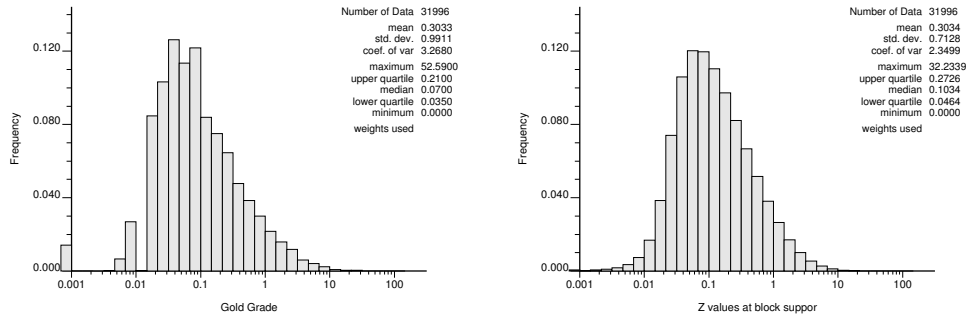 Number of Data 31996
mean 0.3033
std. dev. 0.9911
coef. of var 3.2680
maximum 52.5900
upper quartile 0.2100
median 0.0700
lower quartile 0.0350
minimum 0.0000
weights used
Frequency
0.120
0.080
0.040
0.000
0.001 0.01 0.1 1 10 100
Gold Grade
Number of Data 31996
mean 0.3034
std. dev. 0.7128
coef. of var 2.3499
maximum 32.2339
upper quartile 0.2726
median 0.1034
lower quartile 0.0464
minimum 0.0000
weights used
Frequency
0.120
0.080
0.040
0.000
0.001 0.01 0.1 1 10 100
Z values at block suppor